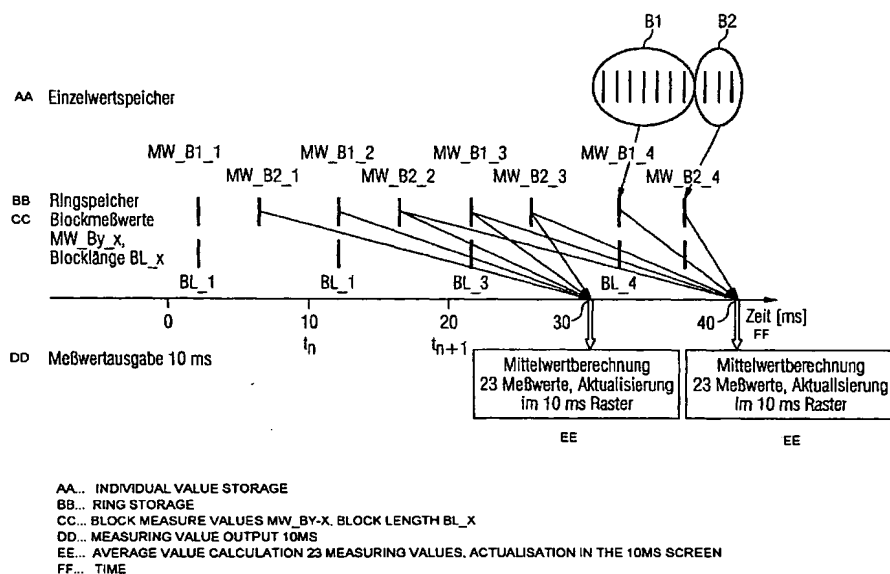 B1 B2
AA Einzelwertspeicher
MW_B1_1 MW_B1_2 MW_B1_3 MW_B1_4
MW_B2_1 MW_B2_2 MW_B2_3 MW_B2_4
BB Ringspeicher
CC Blockmeßwerte
MW_By_x,
Blocklänge BL_x
BL_1 BL_1 BL_3 BL_4
0 10 20 30 40 Zeit [ms]
tn tn+1 FF
DD Meßwertausgabe 10 ms
Mittelwertberechnung
23 Meßwerte, Aktualisierung
im 10 ms Raster
Mittelwertberechnung
23 Meßwerte, Aktuallsierung
im 10 ms Raster
EE EE
AA... INDIVIDUAL VALUE STORAGE
BB... RING STORAGE
CC... BLOCK MEASURE VALUES MW_BY-X, BLOCK LENGTH BL_X
DD... MEASURING VALUE OUTPUT 10MS
EE... AVERAGE VALUE CALCULATION 23 MEASURING VALUES, ACTUALISATION IN THE 10MS SCREEN
FF... TIME